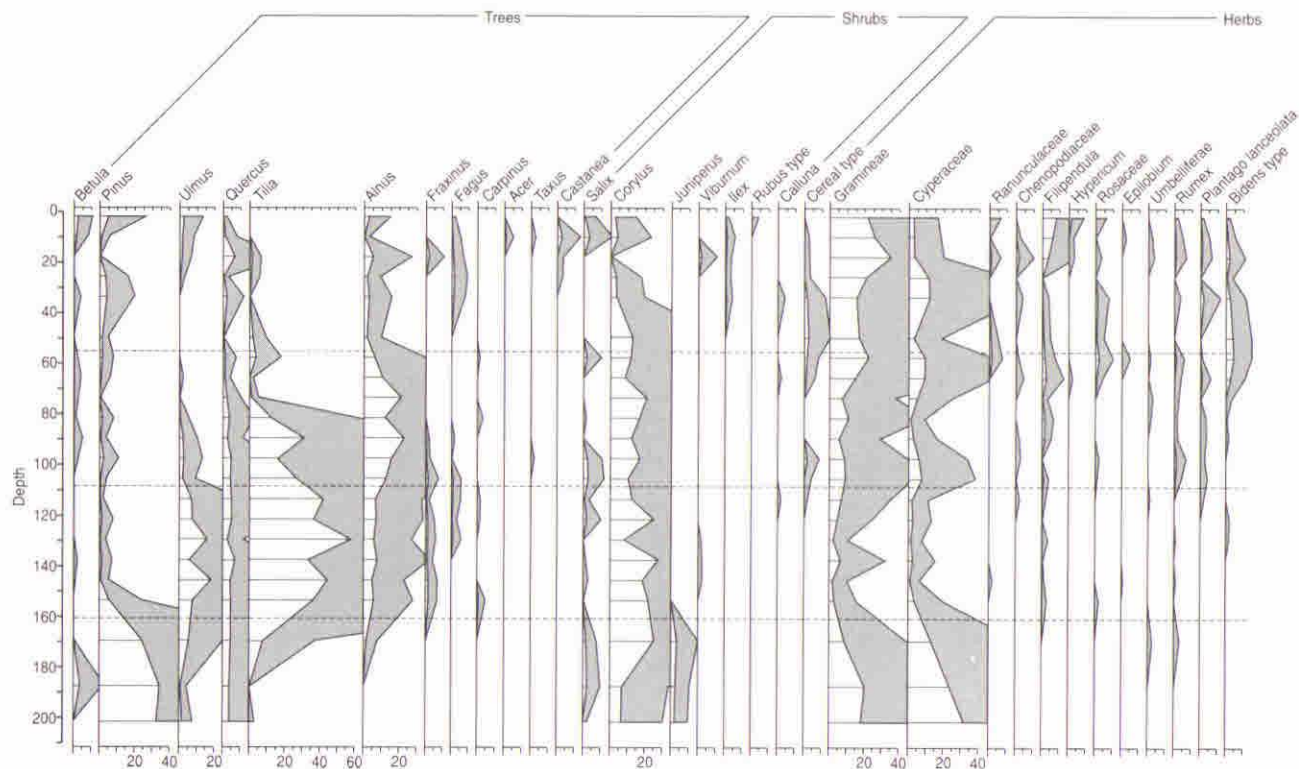 Trees Shrubs Herbs
Betula Pinus Ulmus Quercus Tilia Alnus Fraxinus Fagus Carpinus Acer Taxus Castanea Salix Corylus Juniperus Viburnum Ilex Rubus type Calluna Cereal type Gramineae Cyperaceae Ranunculaceae Chenopodiaceae Filipendula Hypericum Rosaceae Epilobium Umbelliferae Rumex Plantago lanceolata Bidens type
0
20
40
60
80
100
120
140
160
180
200
Depth
20 40 20 20 40 60 20 20 20 40 20 40